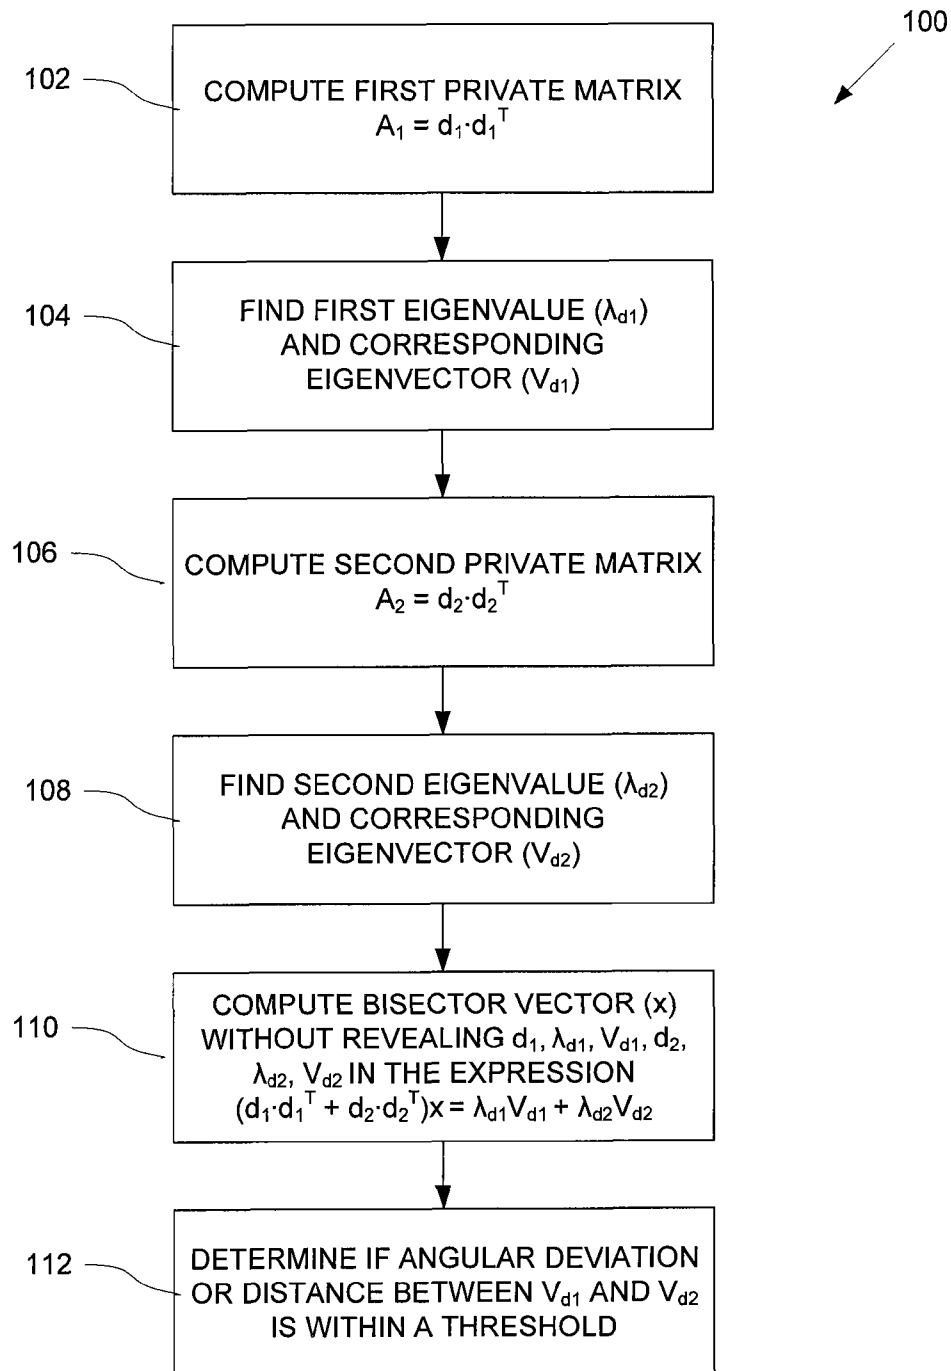 100
102
COMPUTE FIRST PRIVATE MATRIX
A₁ = d₁·d₁ᵀ
104
FIND FIRST EIGENVALUE (λd1)
AND CORRESPONDING
EIGENVECTOR (Vd1)
106
COMPUTE SECOND PRIVATE MATRIX
A₂ = d₂·d₂ᵀ
108
FIND SECOND EIGENVALUE (λd2)
AND CORRESPONDING
EIGENVECTOR (Vd2)
110
COMPUTE BISECTOR VECTOR (x)
WITHOUT REVEALING d₁, λd1, Vd1, d₂,
λd2, Vd2 IN THE EXPRESSION
(d₁·d₁ᵀ + d₂·d₂ᵀ)x = λd1Vd1 + λd2Vd2
112
DETERMINE IF ANGULAR DEVIATION
OR DISTANCE BETWEEN Vd1 AND Vd2
IS WITHIN A THRESHOLD